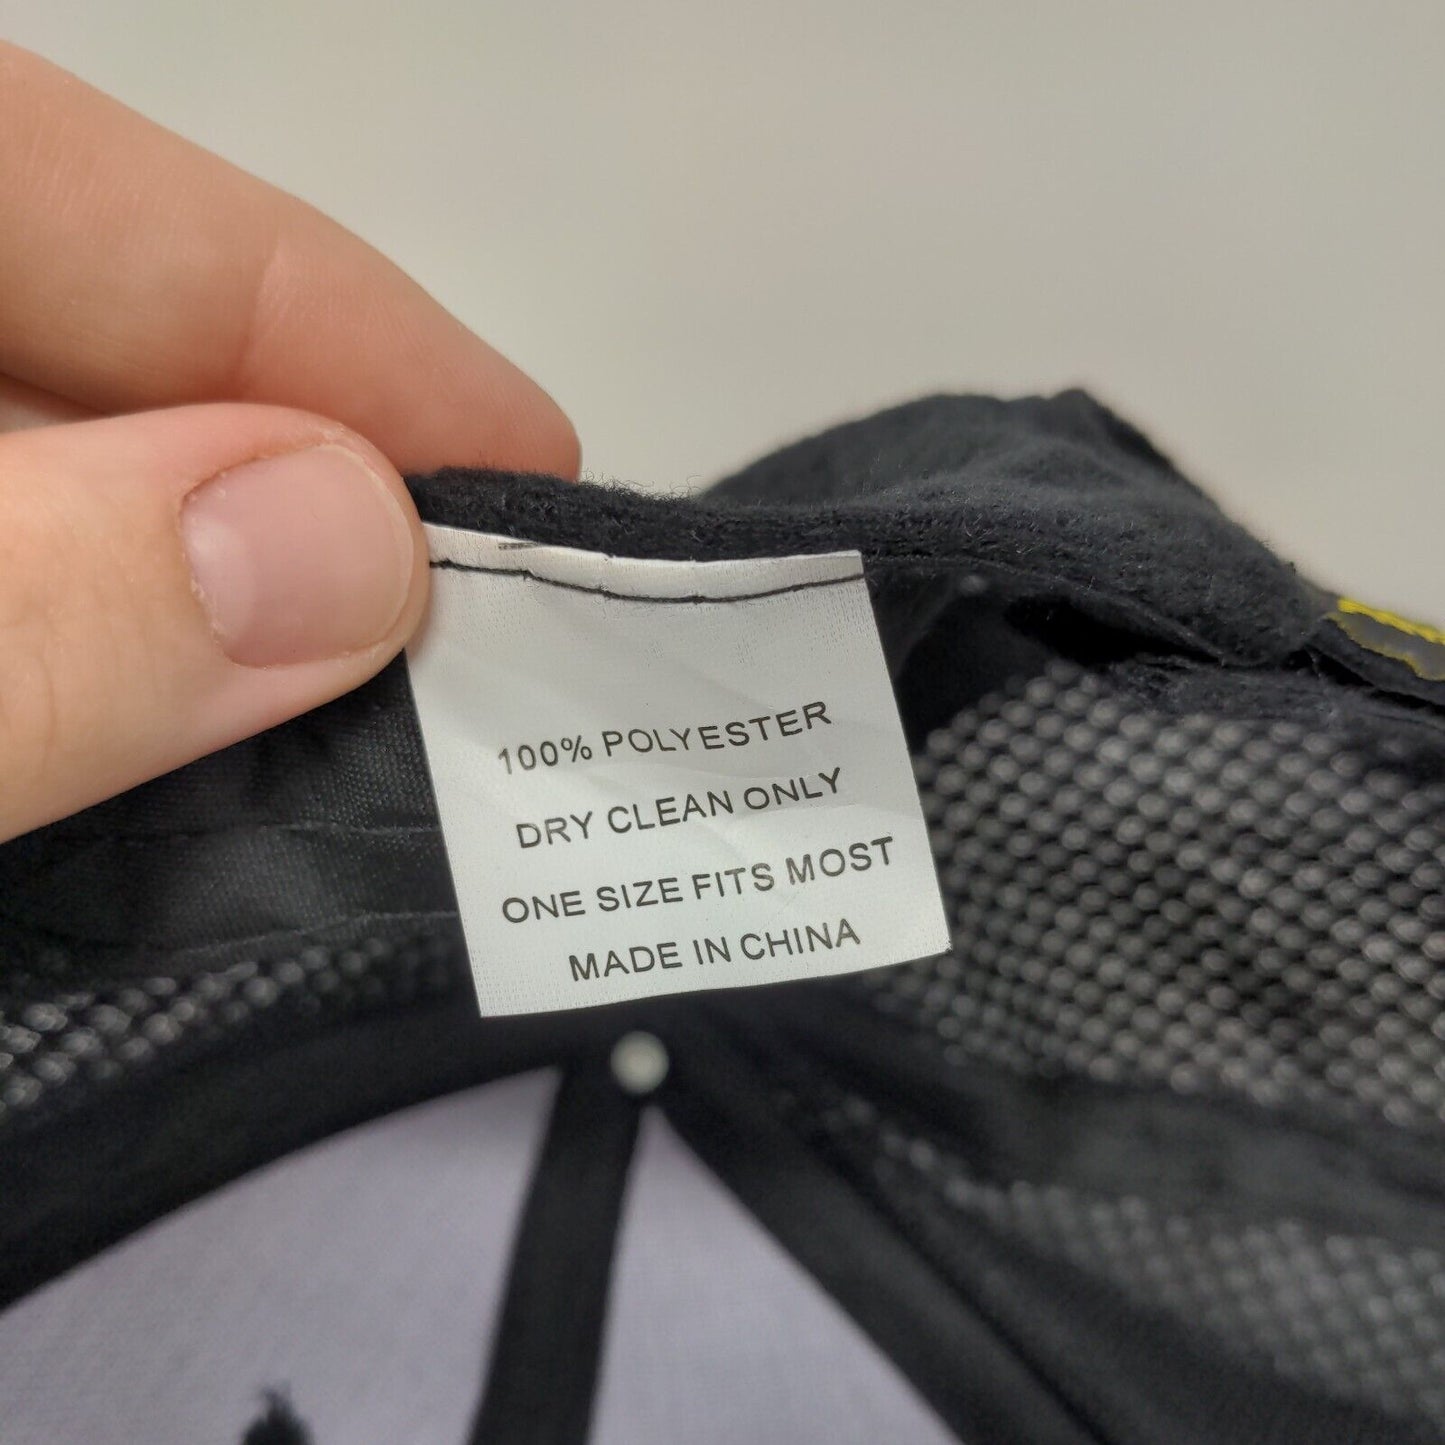 100% POLYESTER
DRY CLEAN ONLY
ONE SIZE FITS MOST
MADE IN CHINA